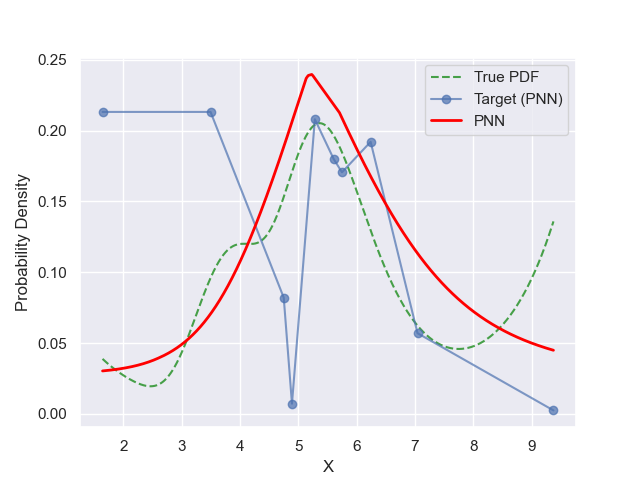 0.25
0.20
0.15
0.10
0.05
0.00
Probability Density
2 3 4 5 6 7 8 9
X
True PDF
Target (PNN)
PNN